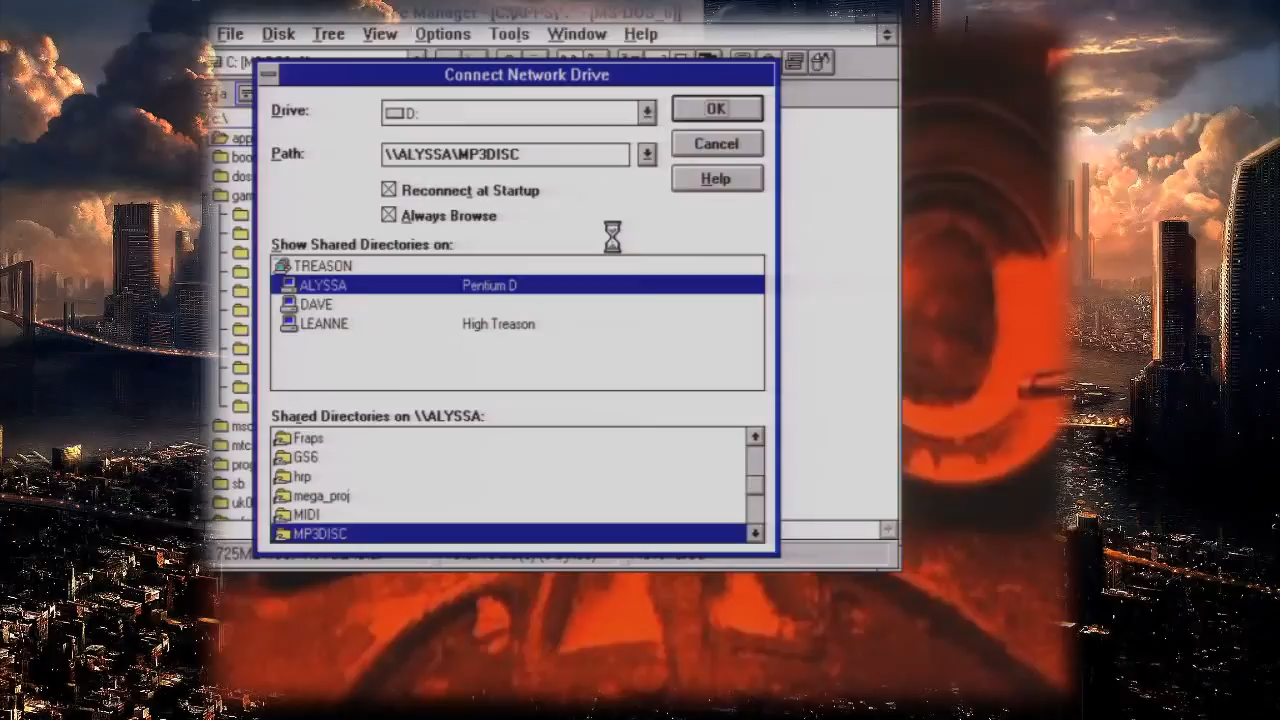 File Disk Tree View Options Tools Window Help
C:
Connect Network Drive
Drive:
D:
OK
Path:
\\ALYSSA\MP3DISC
Cancel
Help
Reconnect at Startup
Always Browse
Show Shared Directories on:
TREASON
ALYSSA Pentium D
DAVE
LEANNE High Treason
Shared Directories on \\ALYSSA:
Fraps
GS6
hrp
mega_proj
MIDI
MP3DISC
c:\
sb